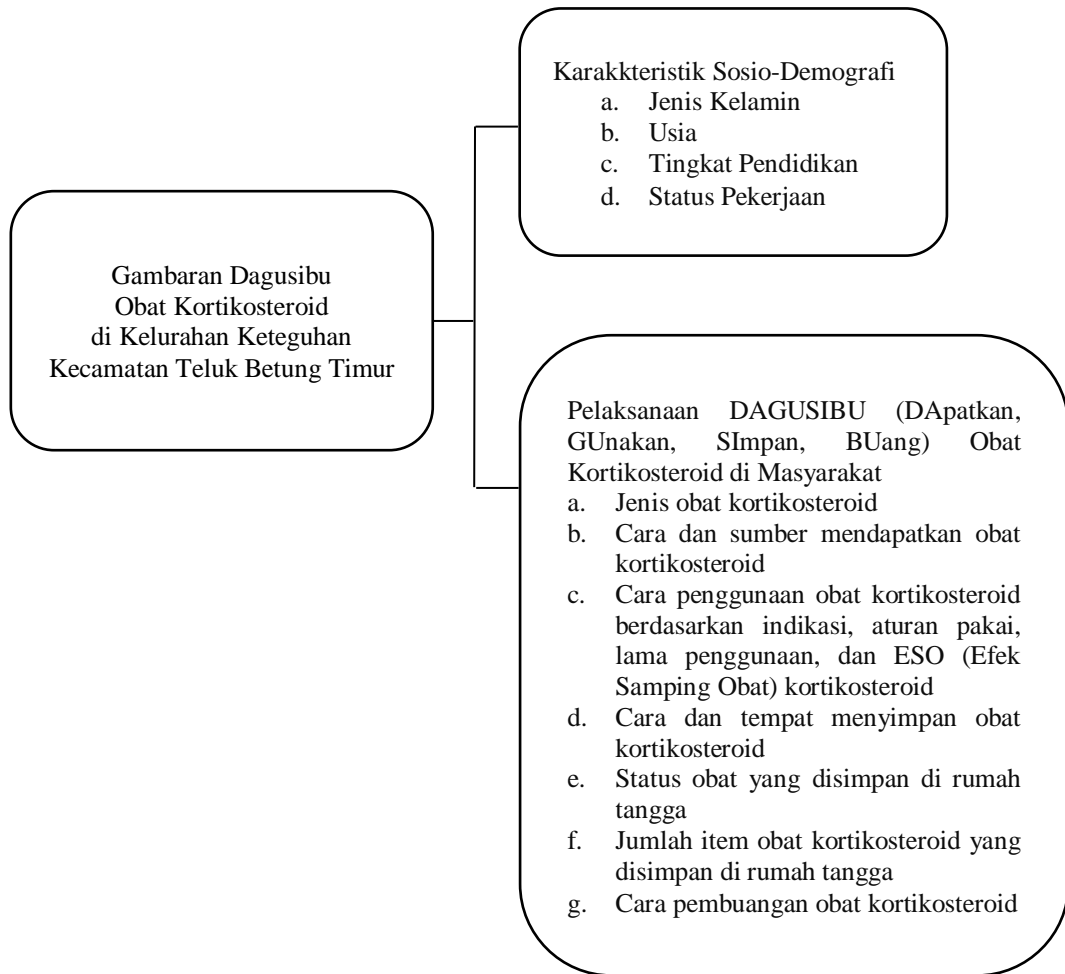 Karakkteristik Sosio-Demografi
a. Jenis Kelamin
b. Usia
c. Tingkat Pendidikan
d. Status Pekerjaan
Gambaran Dagusibu
Obat Kortikosteroid
di Kelurahan Keteguhan
Kecamatan Teluk Betung Timur
Pelaksanaan DAGUSIBU (DApatkan,
GUnakan, SImpan, BUang) Obat
Kortikosteroid di Masyarakat
a. Jenis obat kortikosteroid
b. Cara dan sumber mendapatkan obat
kortikosteroid
c. Cara penggunaan obat kortikosteroid
berdasarkan indikasi, aturan pakai,
lama penggunaan, dan ESO (Efek
Samping Obat) kortikosteroid
d. Cara dan tempat menyimpan obat
kortikosteroid
e. Status obat yang disimpan di rumah
tangga
f. Jumlah item obat kortikosteroid yang
disimpan di rumah tangga
g. Cara pembuangan obat kortikosteroid